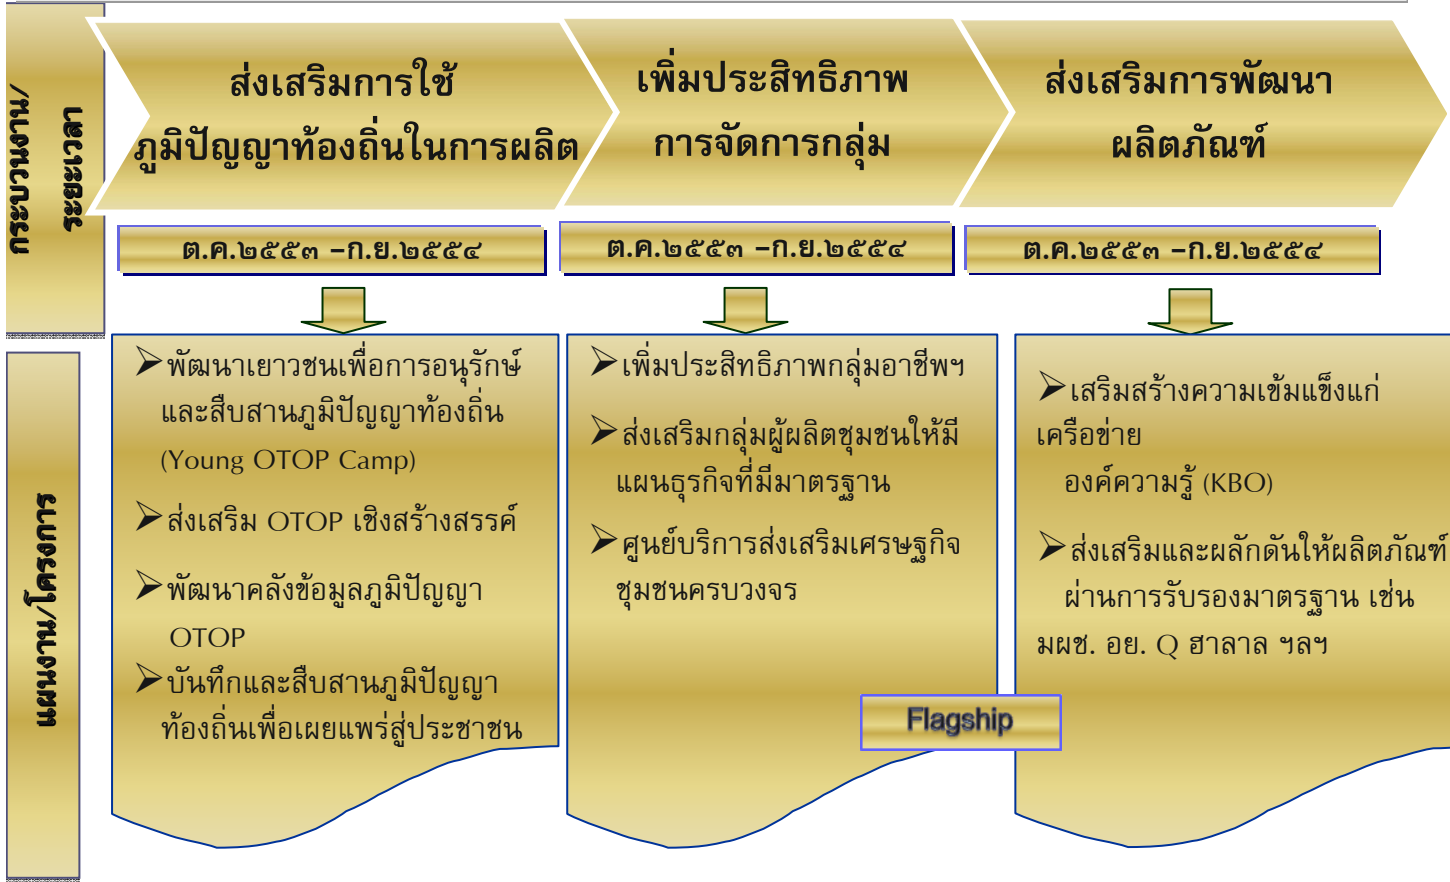 กระบวนงาน/
ระยะเวลา
ส่งเสริมการใช้
ภูมิปัญญาท้องถิ่นในการผลิต
เพิ่มประสิทธิภาพ
การจัดการกลุ่ม
ส่งเสริมการพัฒนา
ผลิตภัณฑ์
ต.ค.๒๕๕๓ –ก.ย.๒๕๕๔
ต.ค.๒๕๕๓ –ก.ย.๒๕๕๔
ต.ค.๒๕๕๓ –ก.ย.๒๕๕๔
แผนงาน/โครงการ
➢พัฒนาเยาวชนเพื่อการอนุรักษ์
และสืบสานภูมิปัญญาท้องถิ่น
(Young OTOP Camp)
➢ส่งเสริม OTOP เชิงสร้างสรรค์
➢พัฒนาคลังข้อมูลภูมิปัญญา
OTOP
➢บันทึกและสืบสานภูมิปัญญา
ท้องถิ่นเพื่อเผยแพร่สู่ประชาชน
➢เพิ่มประสิทธิภาพกลุ่มอาชีพฯ
➢ส่งเสริมกลุ่มผู้ผลิตชุมชนให้มี
แผนธุรกิจที่มีมาตรฐาน
➢ศูนย์บริการส่งเสริมเศรษฐกิจ
ชุมชนครบวงจร
➢เสริมสร้างความเข้มแข็งแก่
เครือข่าย
องค์ความรู้ (KBO)
➢ส่งเสริมและผลักดันให้ผลิตภัณฑ์
ผ่านการรับรองมาตรฐาน เช่น
มผช. อย. Q ฮาลาล ฯลฯ
Flagship